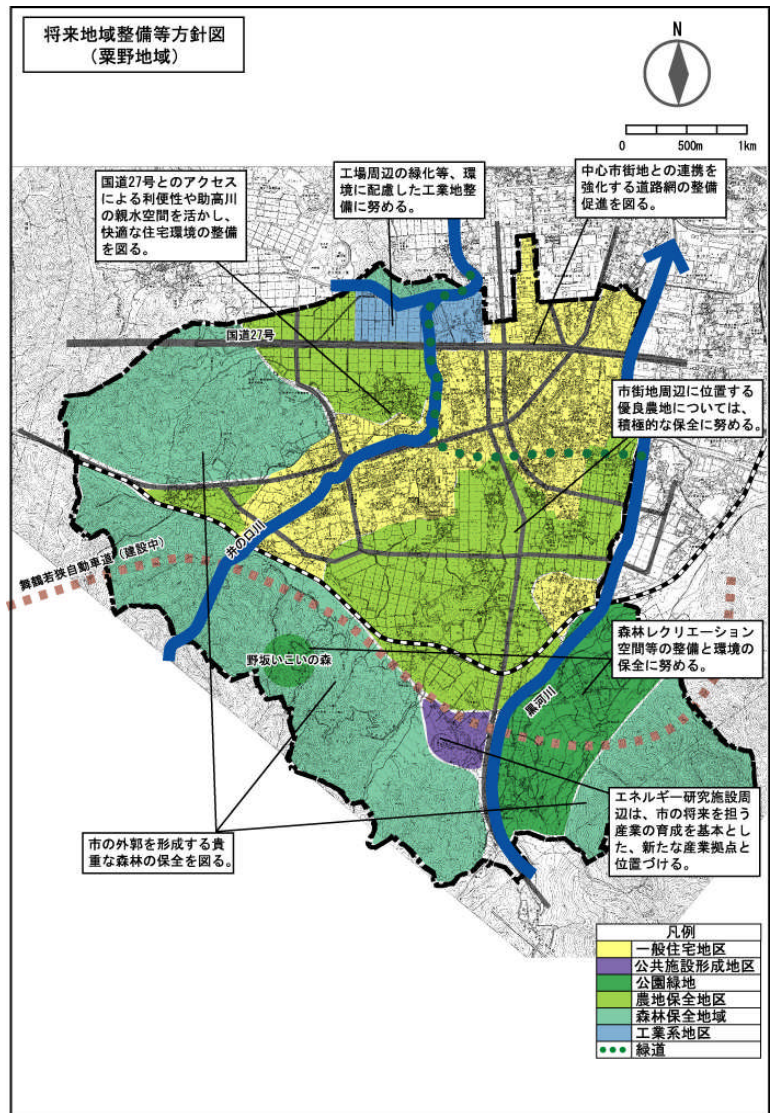 将来地域整備等方針図
(粟野地域)
N
0
500m
1km
国道27号とのアクセス
による利便性や助高川
の親水空間を活かし、
快適な住宅環境の整備
を図る。
工場周辺の緑化等、環
境に配慮した工業地整
備に努める。
中心市街地との連携を
強化する道路網の整備
促進を図る。
国道27号
市街地周辺に位置する
優良農地については、
積極的な保全に努める。
井の口川
舞鶴若狭自動車道(建設中)
野坂いこいの森
森林レクリエーション
空間等の整備と環境の
保全に努める。
黒河川
市の外郭を形成する貴
重な森林の保全を図る。
エネルギー研究施設周
辺は、市の将来を担う
産業の育成を基本とし
た、新たな産業拠点と
位置づける。
凡例
一般住宅地区
公共施設形成地区
公園緑地
農地保全地区
森林保全地域
工業系地区
緑道